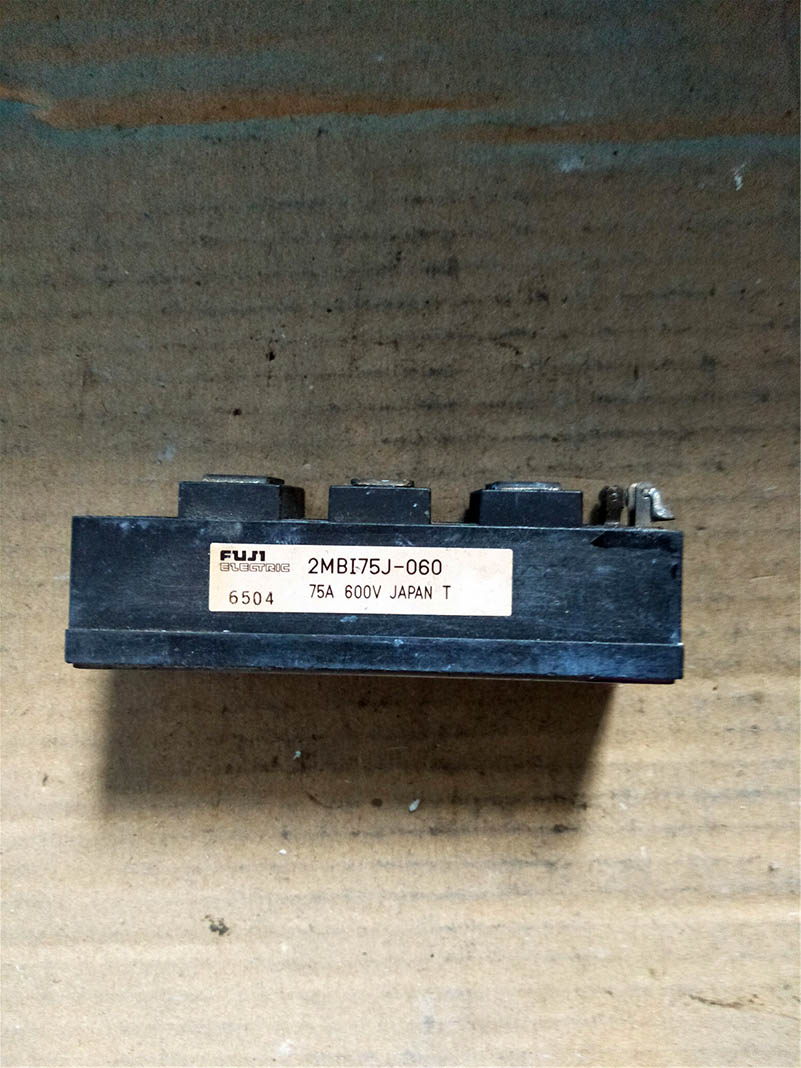 FUJI
ELECTRIC
2MBI75J-060
6504
75A 600V JAPAN T